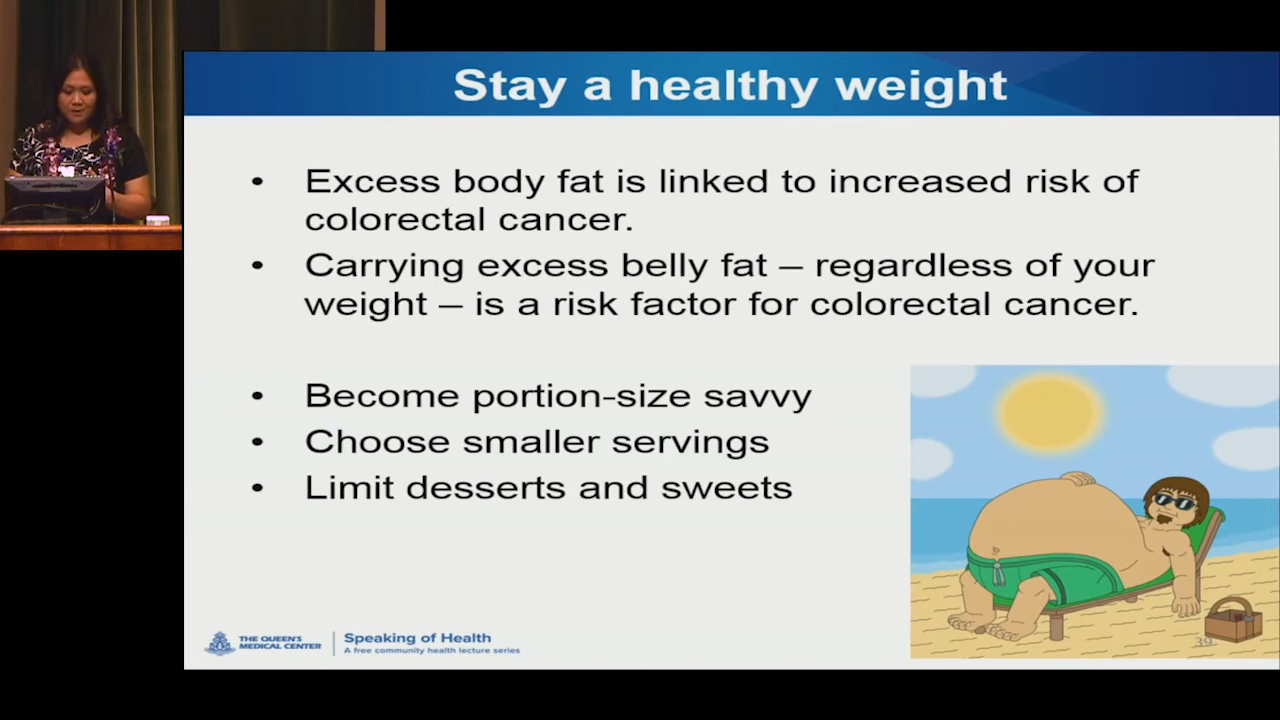 Stay a healthy weight
• Excess body fat is linked to increased risk of
colorectal cancer.
• Carrying excess belly fat – regardless of your
weight – is a risk factor for colorectal cancer.
• Become portion-size savvy
• Choose smaller servings
• Limit desserts and sweets
THE QUEEN'S
MEDICAL CENTER
Speaking of Health
A free community health lecture series
39